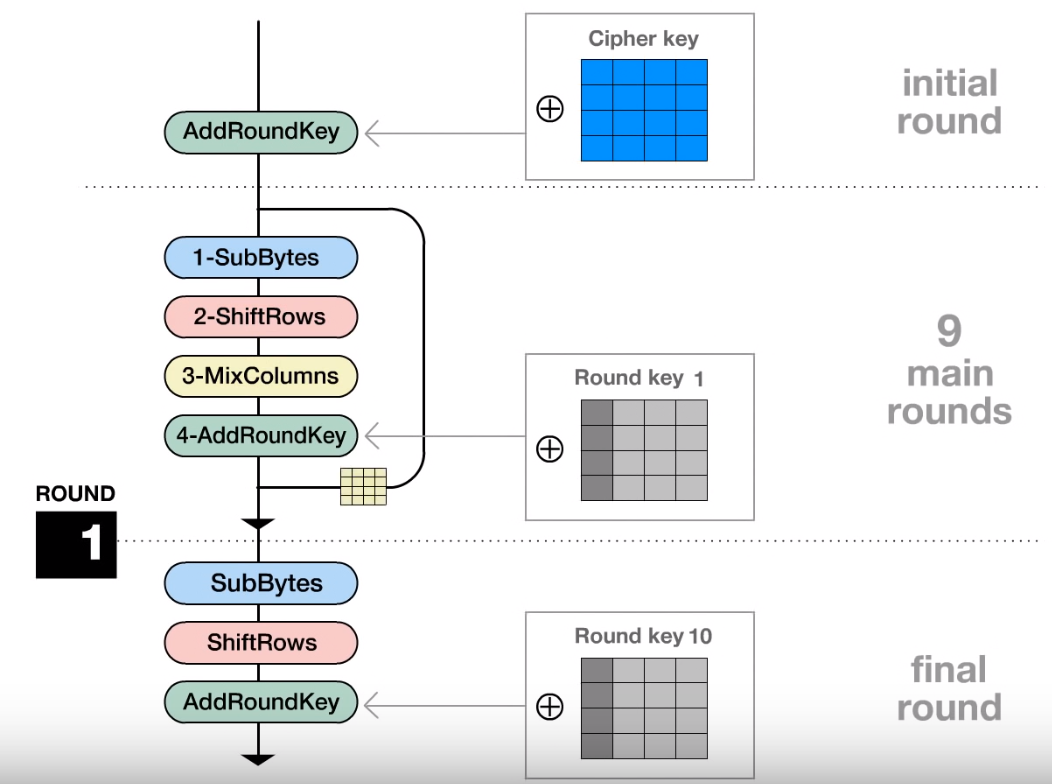 Cipher key
⊕
AddRoundKey
initial
round
1-SubBytes
2-ShiftRows
3-MixColumns
4-AddRoundKey
Round key 1
⊕
9
main
rounds
ROUND
1
SubBytes
ShiftRows
AddRoundKey
Round key 10
⊕
final
round